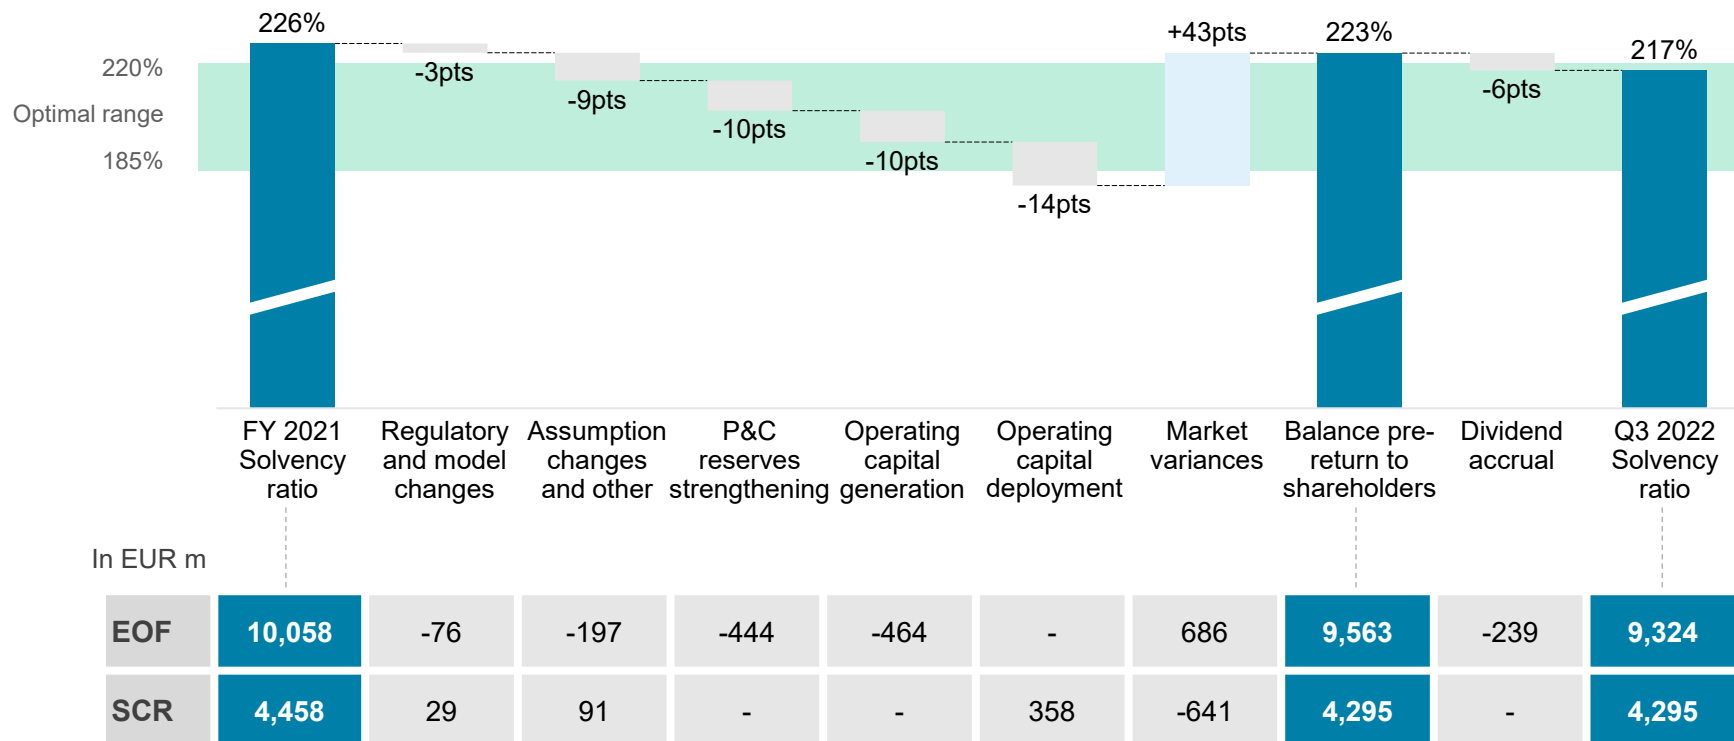 226%
+43pts
223%
217%
220%
-3pts
-9pts
-6pts
Optimal range
-10pts
-10pts
185%
-14pts
FY 2021
Solvency
ratio
Regulatory
and model
changes
Assumption
changes
and other
P&C
reserves
strengthening
Operating
capital
generation
Operating
capital
deployment
Market
variances
Balance pre-
return to
shareholders
Dividend
accrual
Q3 2022
Solvency
ratio
In EUR m
EOF 10,058 -76 -197 -444 -464 - 686 9,563 -239 9,324
SCR 4,458 29 91 - - 358 -641 4,295 - 4,295